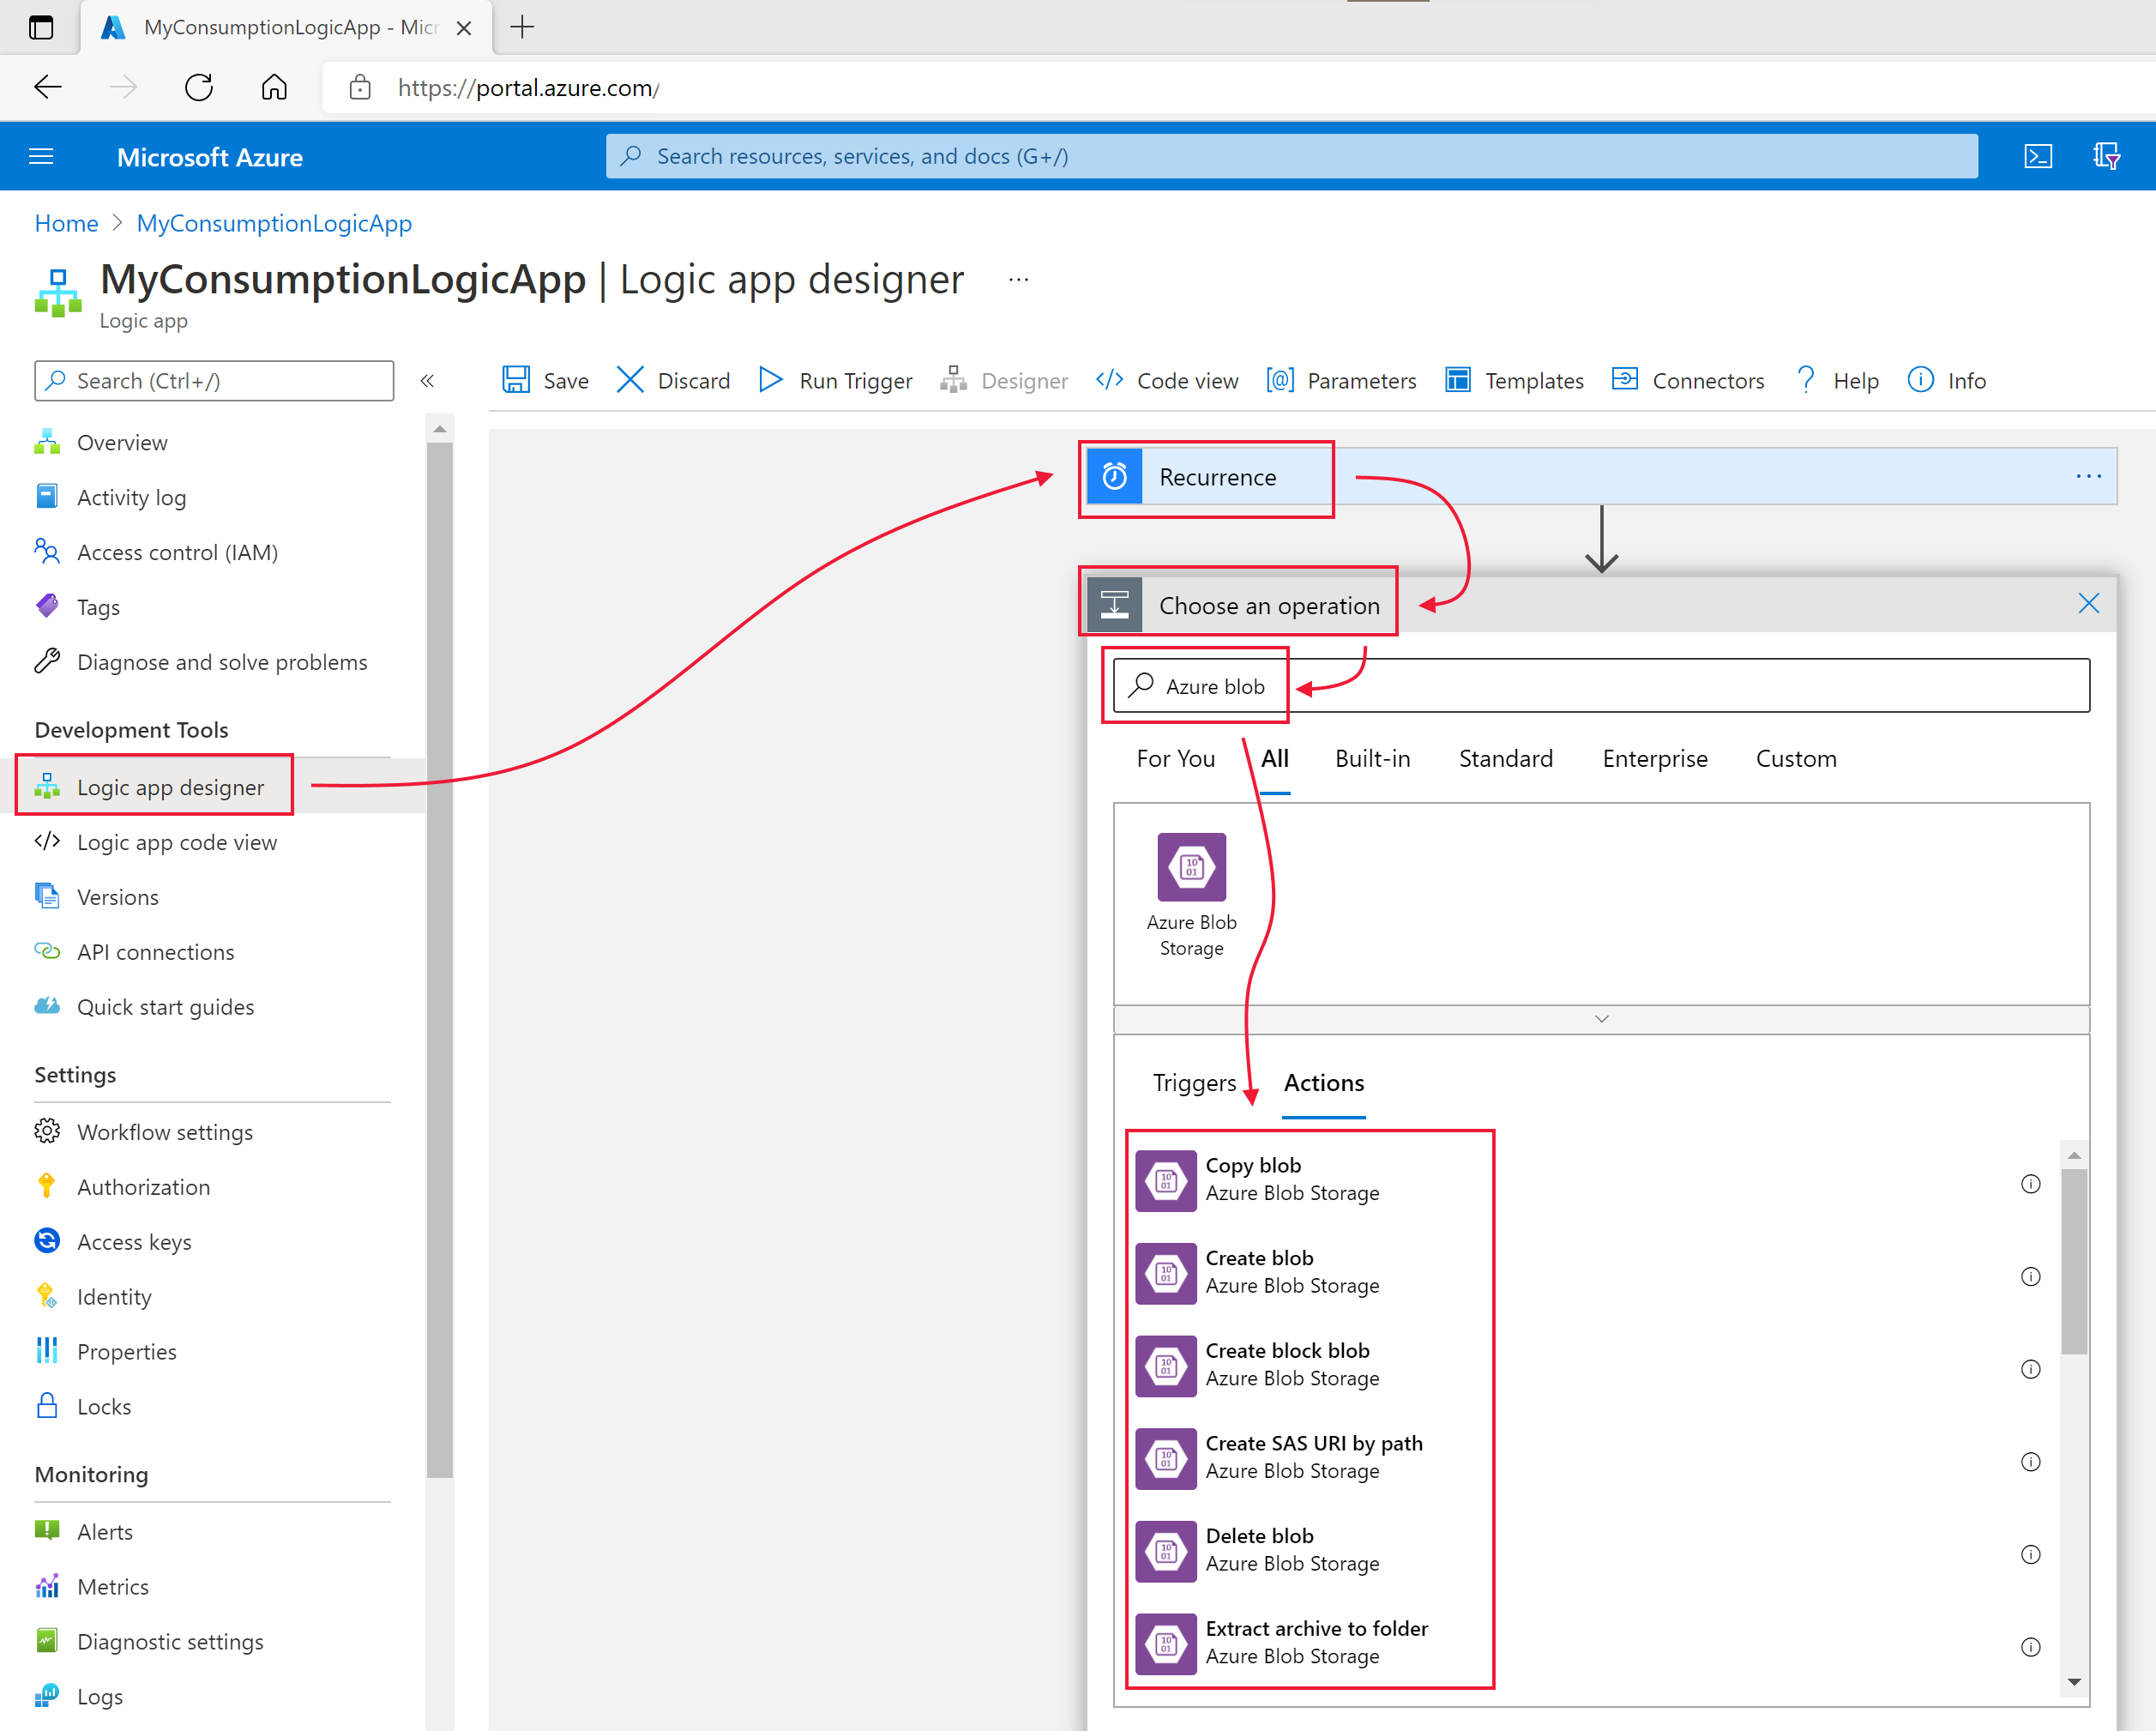 MyConsumptionLogicApp - Micr
https://portal.azure.com/
Microsoft Azure
Search resources, services, and docs (G+/)
Home > MyConsumptionLogicApp
MyConsumptionLogicApp | Logic app designer ...
Logic app
Search (Ctrl+/)
«
Save
Discard
Run Trigger
Designer
Code view
Parameters
Templates
Connectors
Help
Info
Overview
Activity log
Access control (IAM)
Tags
Diagnose and solve problems
Development Tools
Logic app designer
Logic app code view
Versions
API connections
Quick start guides
Settings
Workflow settings
Authorization
Access keys
Identity
Properties
Locks
Monitoring
Alerts
Metrics
Diagnostic settings
Logs
Recurrence
...
Choose an operation
Azure blob
For You
All
Built-in
Standard
Enterprise
Custom
10
01
Azure Blob
Storage
Triggers
Actions
Copy blob
Azure Blob Storage
Create blob
Azure Blob Storage
Create block blob
Azure Blob Storage
Create SAS URI by path
Azure Blob Storage
Delete blob
Azure Blob Storage
Extract archive to folder
Azure Blob Storage